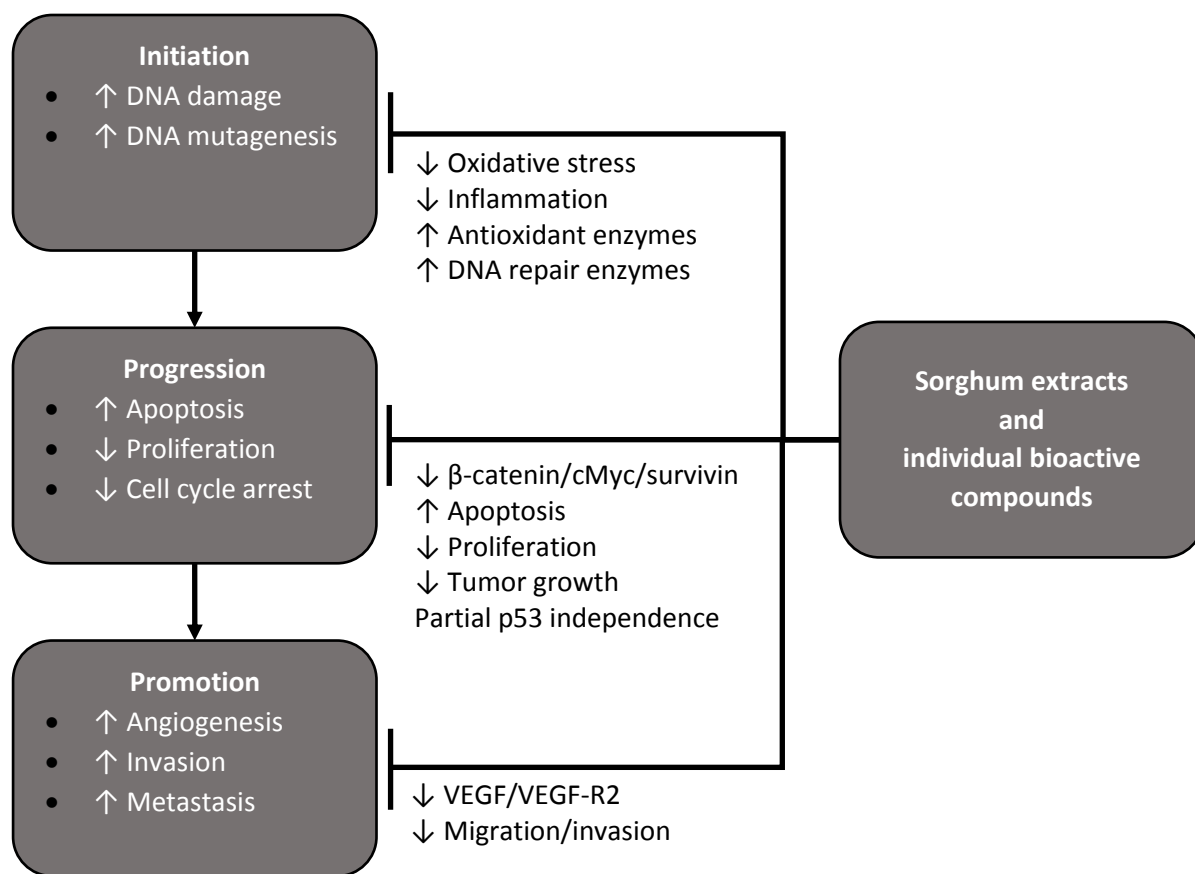 Initiation
• ↑ DNA damage
• ↑ DNA mutagenesis
↓ Oxidative stress
↓ Inflammation
↑ Antioxidant enzymes
↑ DNA repair enzymes
Progression
• ↑ Apoptosis
• ↓ Proliferation
• ↓ Cell cycle arrest
↓ β-catenin/cMyc/survivin
↑ Apoptosis
↓ Proliferation
↓ Tumor growth
Partial p53 independence
Sorghum extracts
and
individual bioactive
compounds
Promotion
• ↑ Angiogenesis
• ↑ Invasion
• ↑ Metastasis
↓ VEGF/VEGF-R2
↓ Migration/invasion